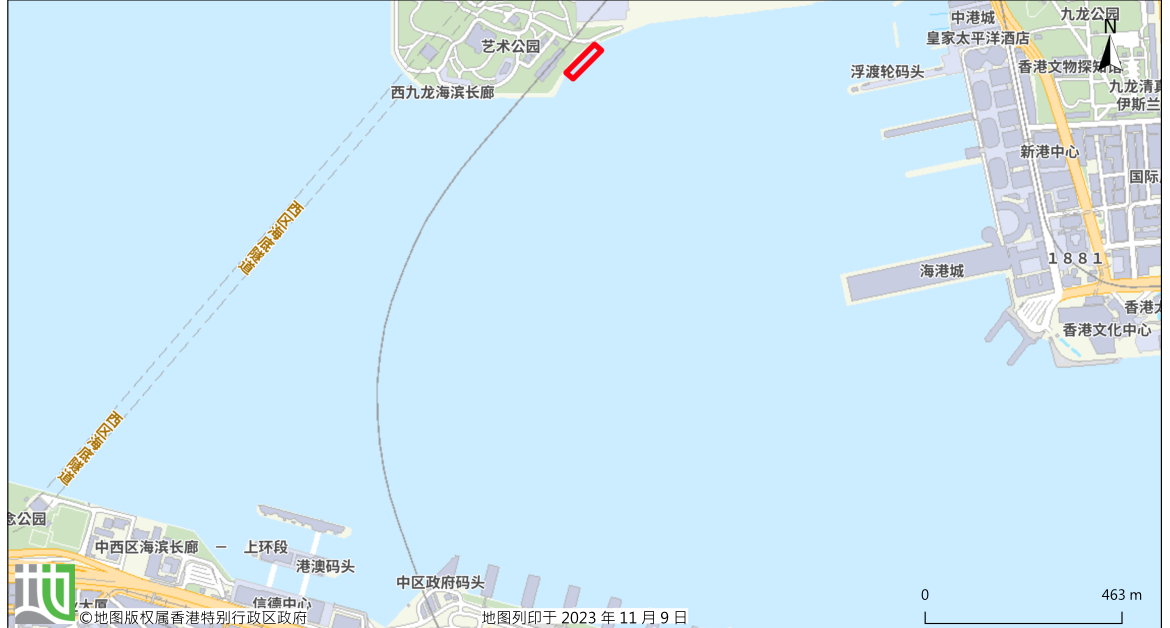 中港城
九龙公园
N
皇家太平洋酒店
艺术公园
浮渡轮码头
香港文物探知馆
西九龙海滨长廊
九龙清真
伊斯兰
新港中心
国际
西区海底隧道
1881
海港城
香港
香港文化中心
西区海底隧道
念公园
中西区海滨长廊 － 上环段
港澳码头
中区政府码头
0 463 m
大厦
信德中心
©地图版权属香港特别行政区政府
地图列印于 2023 年 11 月 9 日